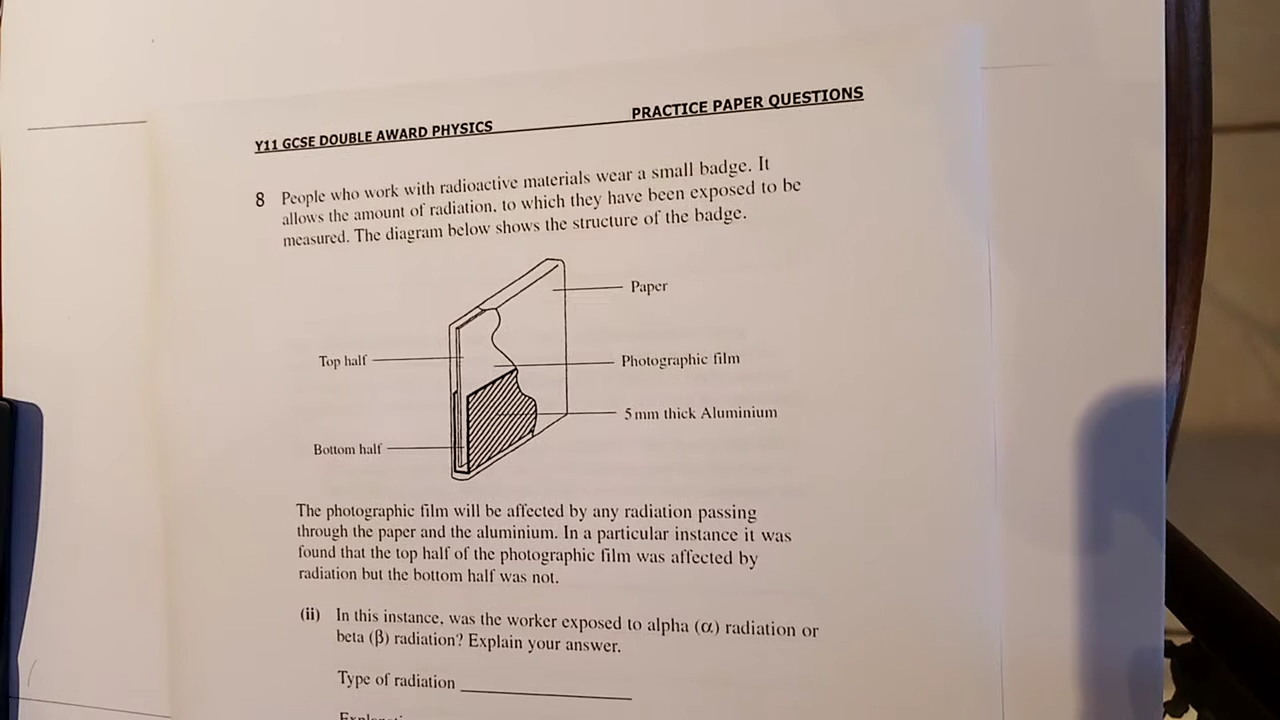 Y11 GCSE DOUBLE AWARD PHYSICS PRACTICE PAPER QUESTIONS
8 People who work with radioactive materials wear a small badge. It
allows the amount of radiation, to which they have been exposed to be
measured. The diagram below shows the structure of the badge.
Paper
Top half
Photographic film
5 mm thick Aluminium
Bottom half
The photographic film will be affected by any radiation passing
through the paper and the aluminium. In a particular instance it was
found that the top half of the photographic film was affected by
radiation but the bottom half was not.
(ii) In this instance, was the worker exposed to alpha (α) radiation or
beta (β) radiation? Explain your answer.
Type of radiation